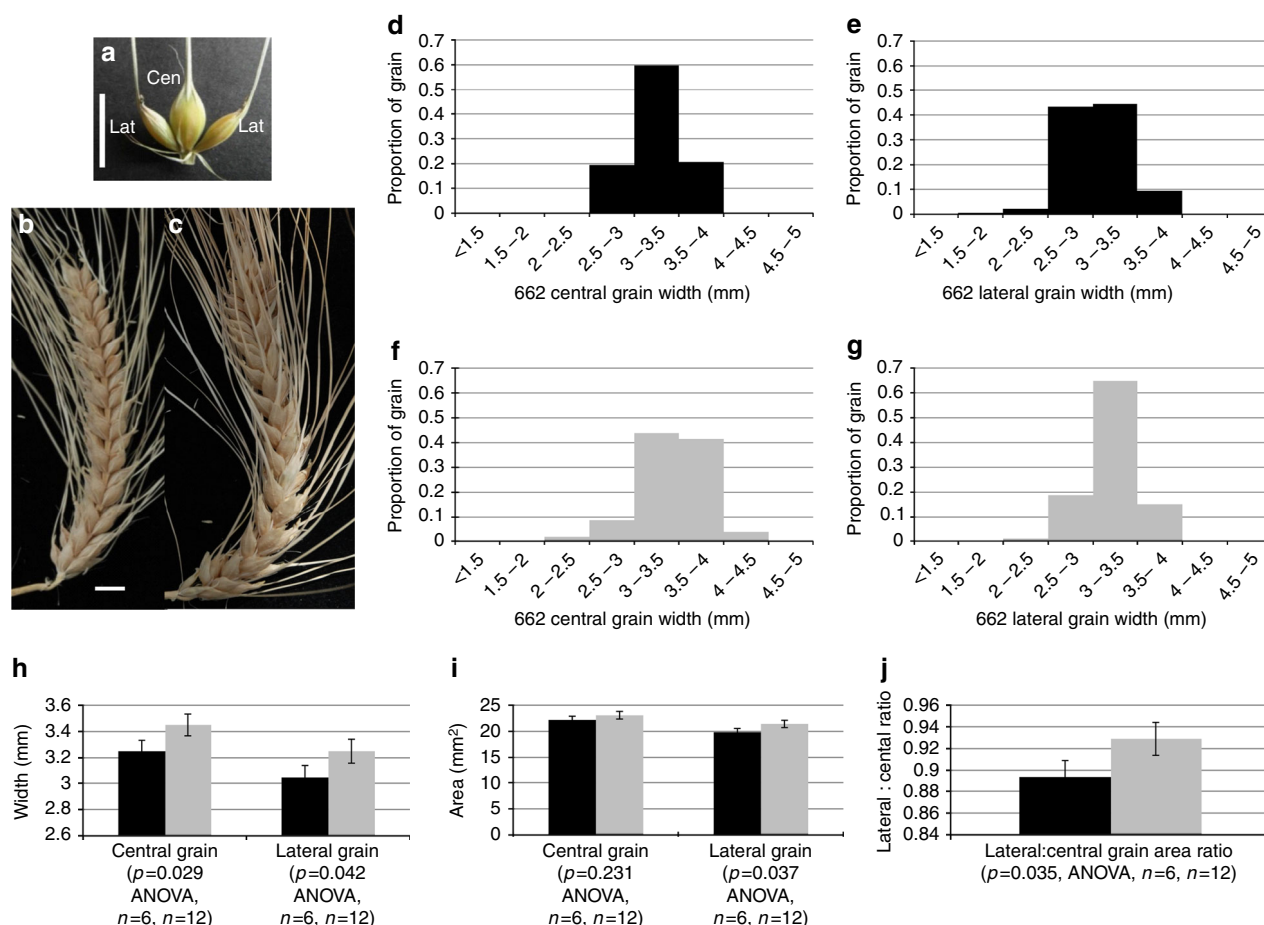 a
Cen
Lat
Lat
b
c
d
0.7
0.6
0.5
0.4
0.3
0.2
0.1
0
Proportion of grain
<1.5
1.5–2
2–2.5
2.5–3
3–3.5
3.5–4
4–4.5
4.5–5
662 central grain width (mm)
e
0.7
0.6
0.5
0.4
0.3
0.2
0.1
0
Proportion of grain
<1.5
1.5–2
2–2.5
2.5–3
3–3.5
3.5–4
4–4.5
4.5–5
662 lateral grain width (mm)
f
0.7
0.6
0.5
0.4
0.3
0.2
0.1
0
Proportion of grain
<1.5
1.5–2
2–2.5
2.5–3
3–3.5
3.5–4
4–4.5
4.5–5
662 central grain width (mm)
g
0.7
0.6
0.5
0.4
0.3
0.2
0.1
0
Proportion of grain
<1.5
1.5–2
2–2.5
2.5–3
3–3.5
3.5–4
4–4.5
4.5–5
662 lateral grain width (mm)
h
3.6
3.4
3.2
3
2.8
2.6
Width (mm)
Central grain
(p=0.029
ANOVA,
n=6, n=12)
Lateral grain
(p=0.042
ANOVA,
n=6, n=12)
i
25
20
15
10
5
0
Area (mm²)
Central grain
(p=0.231
ANOVA,
n=6, n=12)
Lateral grain
(p=0.037
ANOVA,
n=6, n=12)
j
0.96
0.94
0.92
0.9
0.88
0.86
0.84
Lateral : cental ratio
Lateral:central grain area ratio
(p=0.035, ANOVA, n=6, n=12)